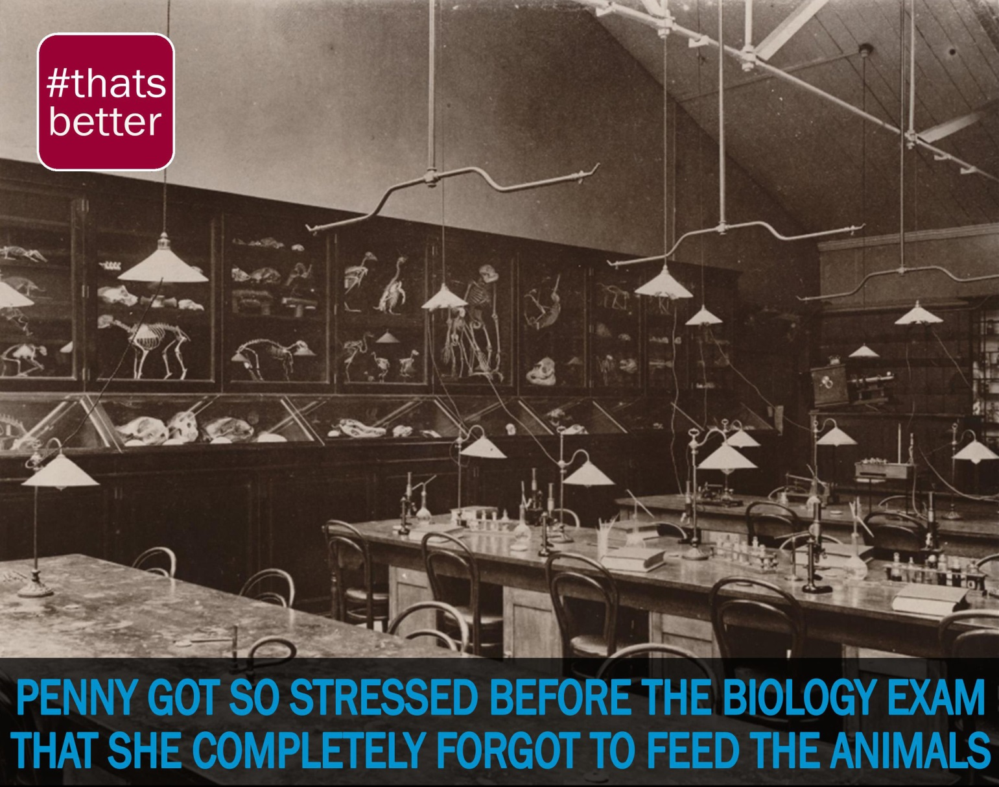 #thats
better
PENNY GOT SO STRESSED BEFORE THE BIOLOGY EXAM
THAT SHE COMPLETELY FORGOT TO FEED THE ANIMALS